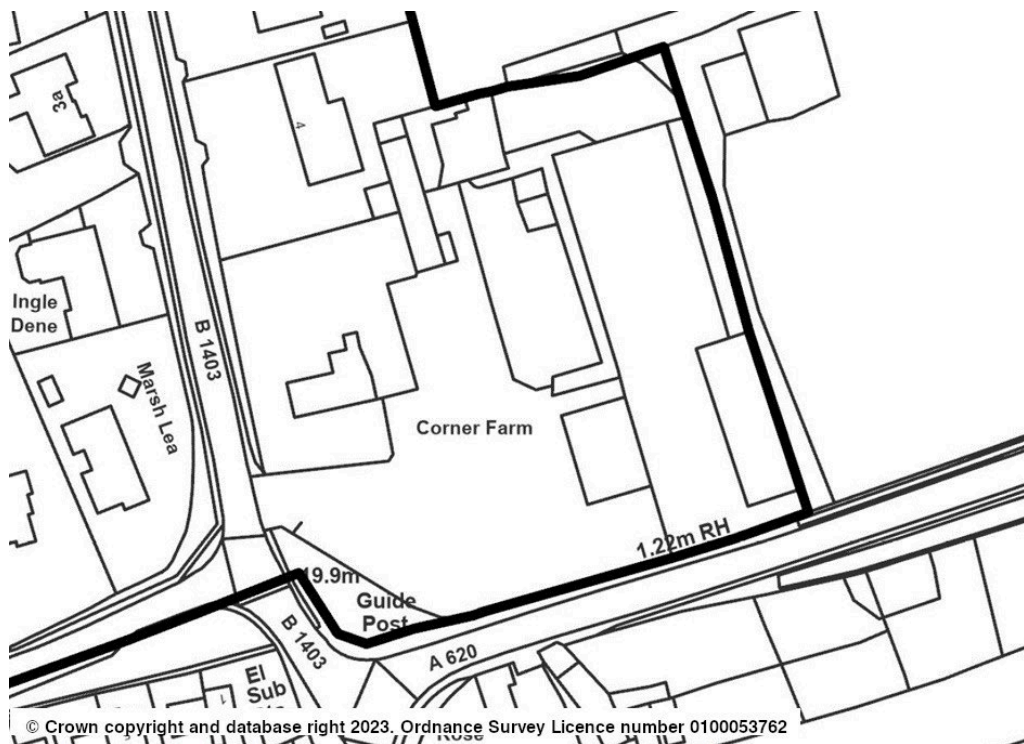 3a
4
Ingle
Dene
B 1403
Marsh Lea
Corner Farm
1.22m RH
19.9m
Guide
Post
B 1403
A 620
El
Sub
© Crown copyright and database right 2023. Ordnance Survey Licence number 0100053762